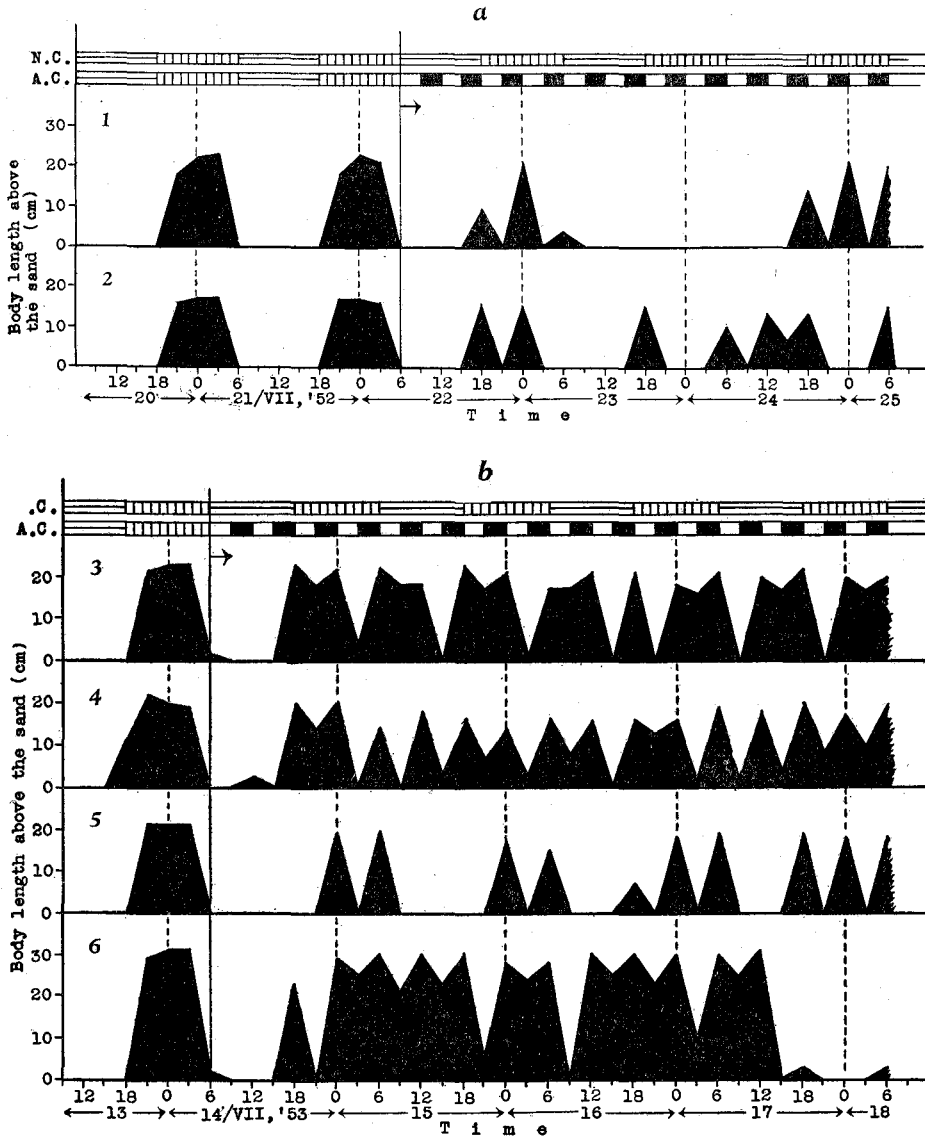 a
N.C.
A.C.
→
1
30
20
10
0
2
20
10
0
Body length above
the sand (cm)
12 18 0 6 12 18 0 6 12 18 0 6 12 18 0 6 12 18 0 6
←20→←21/VII,'52→←22→←23→←24→←25
Time
b
.C.
A.C.
→
3
20
10
0
4
20
10
0
5
20
10
0
6
30
20
10
0
Body length above the sand (cm)
12 18 0 6 12 18 0 6 12 18 0 6 12 18 0 6 12 18 0 6
←13→←14/VII,'53→←15→←16→←17→←18
Time